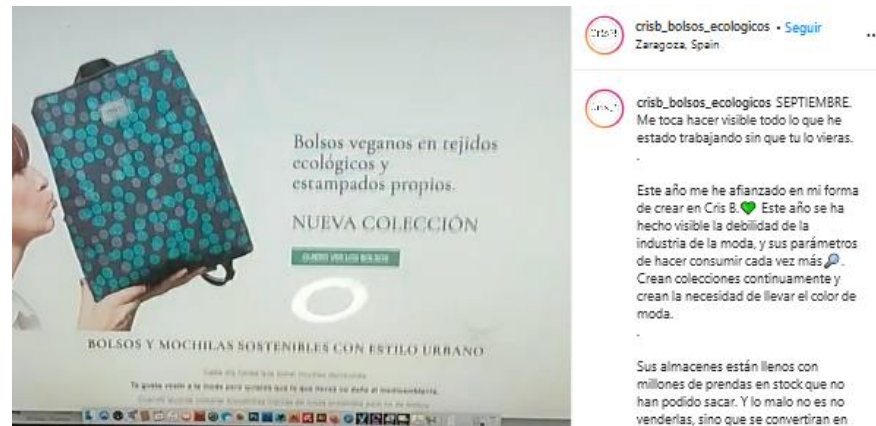 Bolsos veganos en tejidos
ecológicos y
estampados propios.
NUEVA COLECCIÓN
QUIERO VER LOS BOLSOS
BOLSOS Y MOCHILAS SOSTENIBLES CON ESTILO URBANO
crisb_bolsos_ecologicos • Seguir
Zaragoza, Spain
crisb_bolsos_ecologicos SEPTIEMBRE.
Me toca hacer visible todo lo que he
estado trabajando sin que tu lo vieras.
.
Este año me he afianzado en mi forma
de crear en Cris B.💚 Este año se ha
hecho visible la debilidad de la
industria de la moda, y sus parámetros
de hacer consumir cada vez más🔎.
Crean colecciones continuamente y
crean la necesidad de llevar el color de
moda.
.
Sus almacenes están llenos con
millones de prendas en stock que no
han podido sacar. Y lo malo no es no
venderlas, sino que se convertiran en